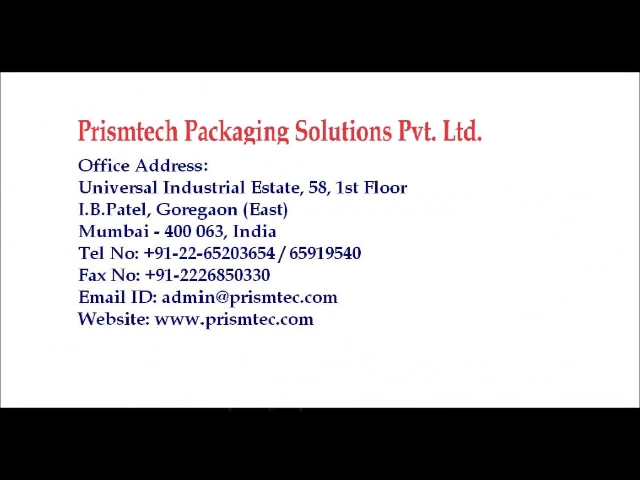 Prismtech Packaging Solutions Pvt. Ltd.
Office Address:
Universal Industrial Estate, 58, 1st Floor
I.B.Patel, Goregaon (East)
Mumbai - 400 063, India
Tel No: +91-22-65203654 / 65919540
Fax No: +91-2226850330
Email ID: admin@prismtec.com
Website: www.prismtec.com